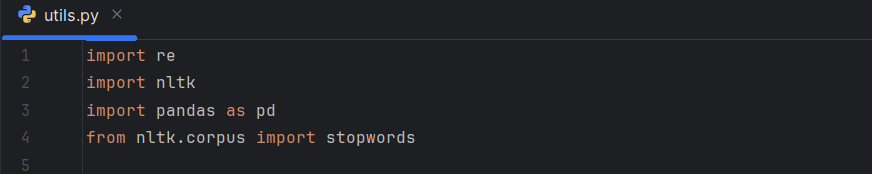 utils.py
1 import re
2 import nltk
3 import pandas as pd
4 from nltk.corpus import stopwords
5